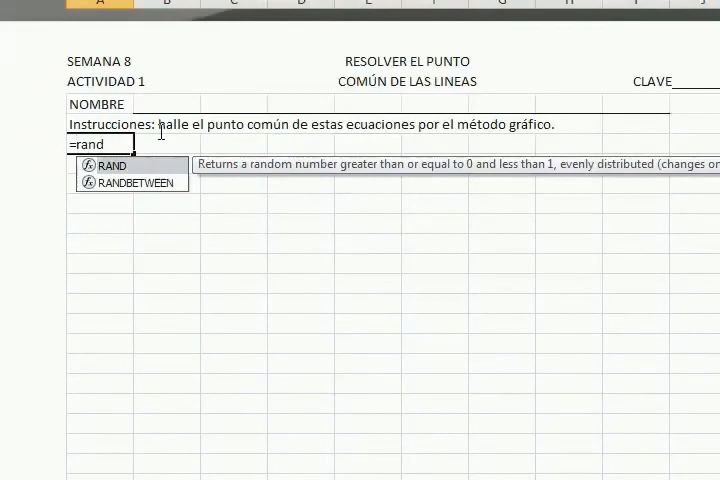 A B C D E F G H I J
SEMANA 8 RESOLVER EL PUNTO
ACTIVIDAD 1 COMÚN DE LAS LINEAS CLAVE
NOMBRE
Instrucciones: halle el punto común de estas ecuaciones por el método gráfico.
=rand
RAND Returns a random number greater than or equal to 0 and less than 1, evenly distributed (changes on
RANDBETWEEN